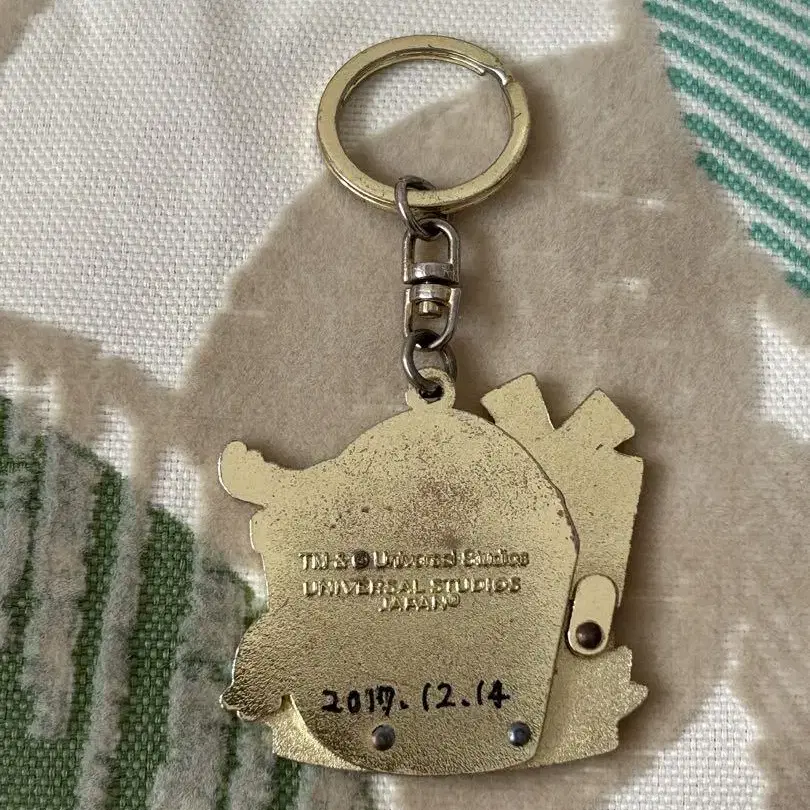 TM & © Universal Studios
UNIVERSAL STUDIOS
JAPAN®
2017.12.14